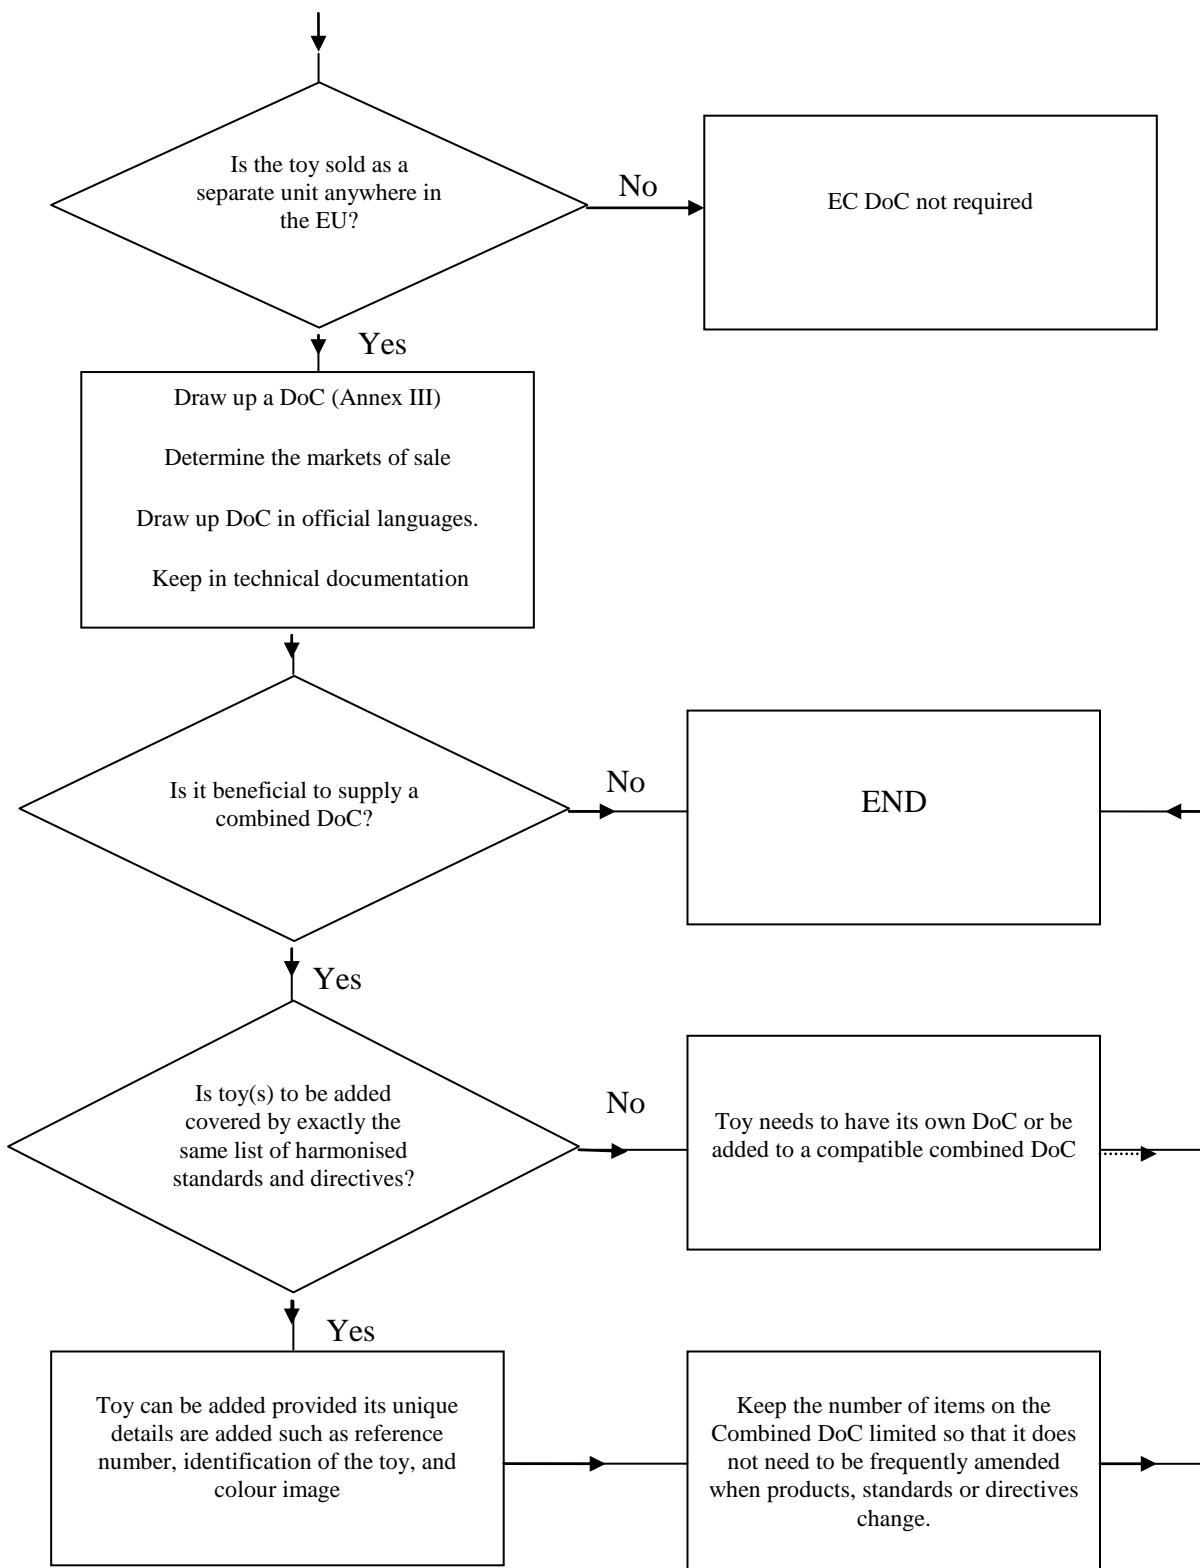 Is the toy sold as a
separate unit anywhere in
the EU?
No
EC DoC not required
Yes
Draw up a DoC (Annex III)
Determine the markets of sale
Draw up DoC in official languages.
Keep in technical documentation
Is it beneficial to supply a
combined DoC?
No
END
Yes
Is toy(s) to be added
covered by exactly the
same list of harmonised
standards and directives?
No
Toy needs to have its own DoC or be
added to a compatible combined DoC
Yes
Toy can be added provided its unique
details are added such as reference
number, identification of the toy, and
colour image
Keep the number of items on the
Combined DoC limited so that it does
not need to be frequently amended
when products, standards or directives
change.